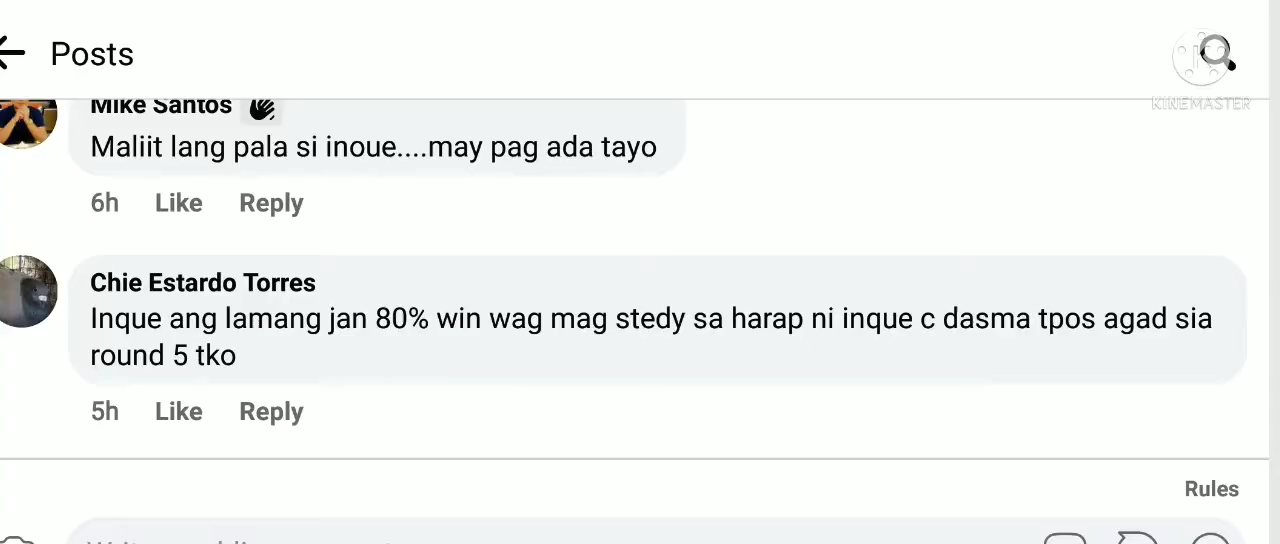 Posts
KINEMASTER
Mike Santos
Maliit lang pala si inoue....may pag ada tayo
6h Like Reply
Chie Estardo Torres
Inque ang lamang jan 80% win wag mag stedy sa harap ni inque c dasma tpos agad sia
round 5 tko
5h Like Reply
Rules